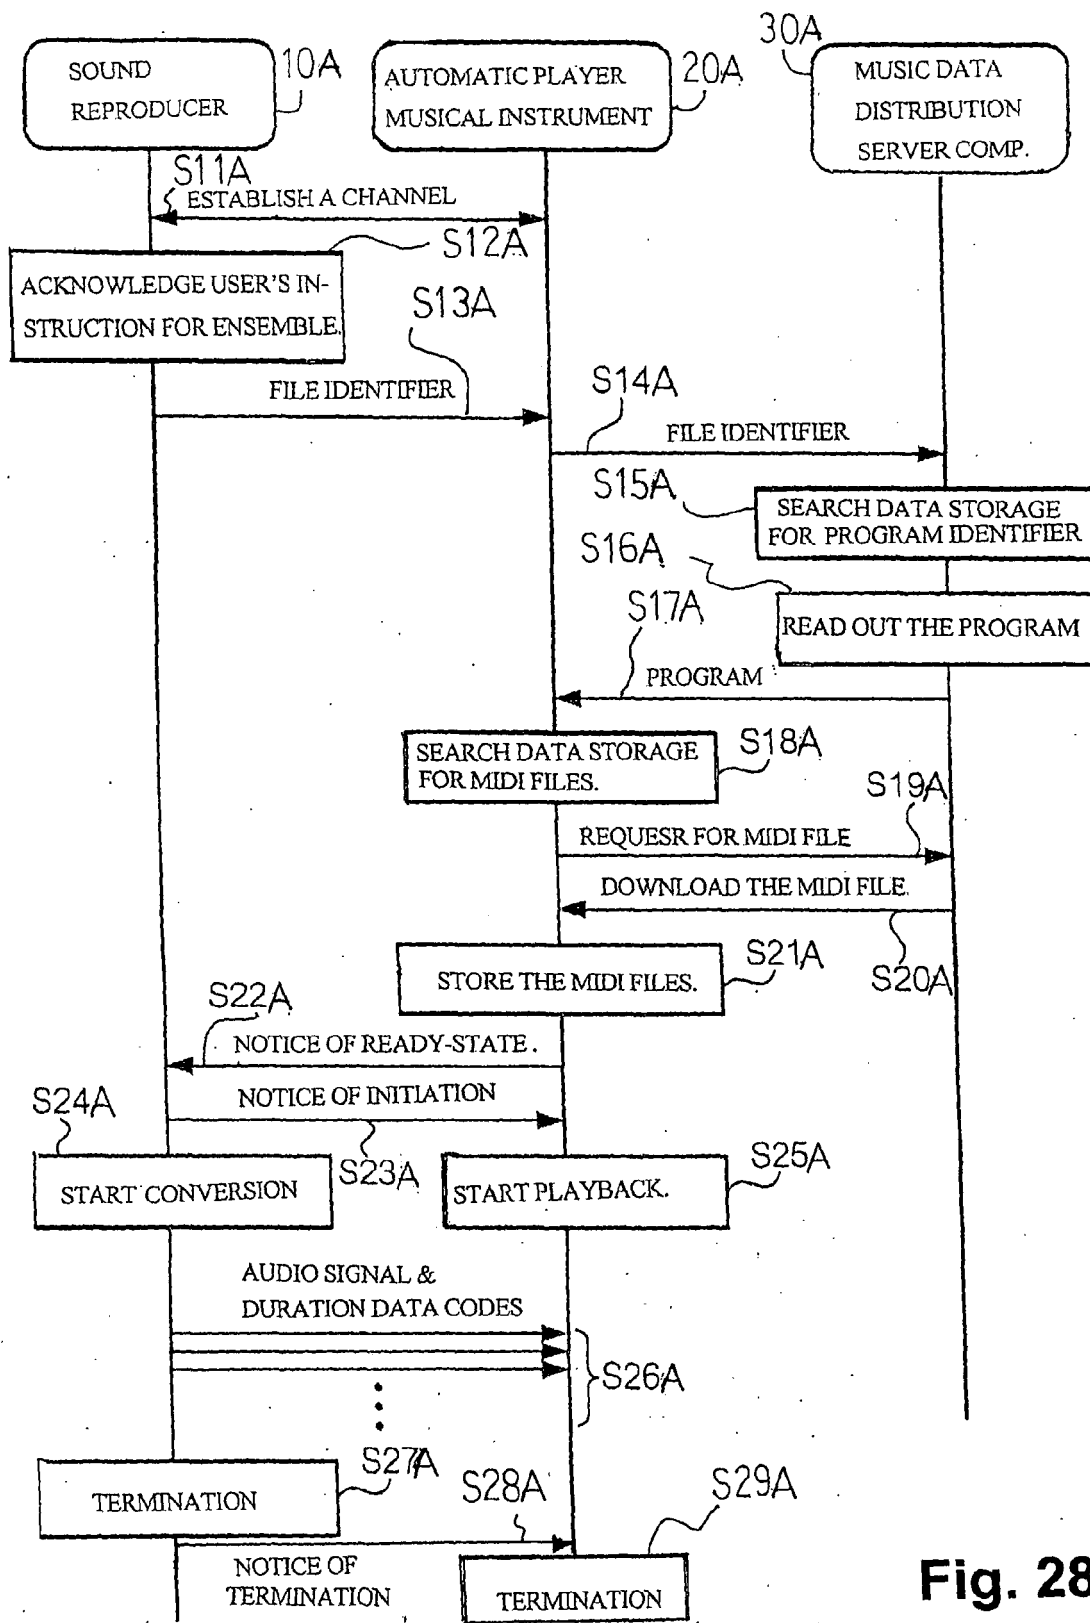 SOUND
REPRODUCER
10A
AUTOMATIC PLAYER
MUSICAL INSTRUMENT
20A
30A
MUSIC DATA
DISTRIBUTION
SERVER COMP.
S11A
ESTABLISH A CHANNEL
S12A
ACKNOWLEDGE USER'S IN-
STRUCTION FOR ENSEMBLE.
S13A
FILE IDENTIFIER
S14A
FILE IDENTIFIER
S15A
SEARCH DATA STORAGE
FOR PROGRAM IDENTIFIER
S16A
READ OUT THE PROGRAM
S17A
PROGRAM
SEARCH DATA STORAGE
FOR MIDI FILES.
S18A
S19A
REQUESR FOR MIDI FILE
DOWNLOAD THE MIDI FILE.
S20A
STORE THE MIDI FILES.
S21A
S22A
NOTICE OF READY-STATE.
NOTICE OF INITIATION
S23A
S24A
START CONVERSION
START PLAYBACK.
S25A
AUDIO SIGNAL &
DURATION DATA CODES
S26A
S27A
TERMINATION
S28A
NOTICE OF
TERMINATION
S29A
TERMINATION
Fig. 28